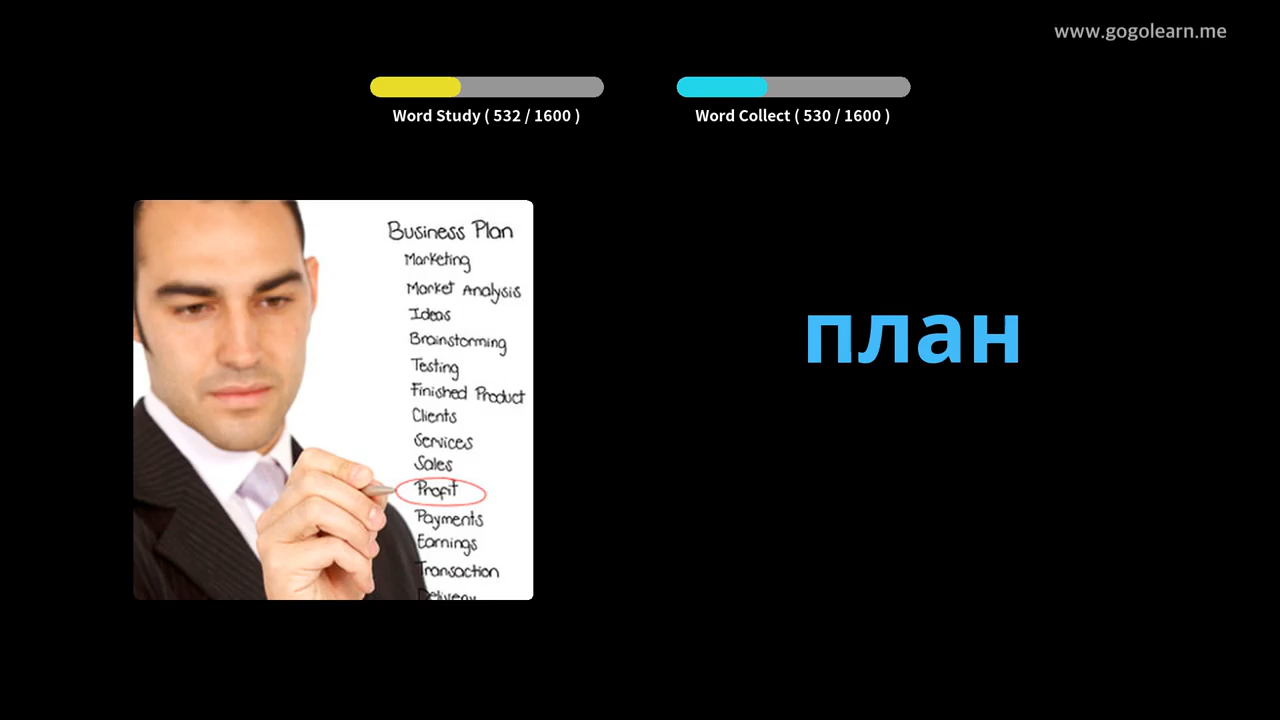 www.gogolearn.me
Word Study ( 532 / 1600 )
Word Collect ( 530 / 1600 )
Business Plan
Marketing
Market Analysis
Ideas
Brainstorming
Testing
Finished Product
Clients
Services
Sales
Profit
Payments
Earnings
Transaction
Delivery
план